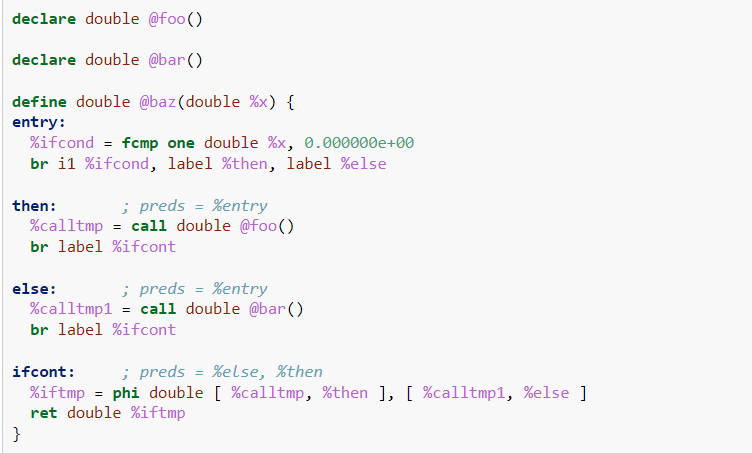 declare double @foo()
declare double @bar()
define double @baz(double %x) {
entry:
%ifcond = fcmp one double %x, 0.000000e+00
br i1 %ifcond, label %then, label %else
then:       ; preds = %entry
%calltmp = call double @foo()
br label %ifcont
else:       ; preds = %entry
%calltmp1 = call double @bar()
br label %ifcont
ifcont:     ; preds = %else, %then
%iftmp = phi double [ %calltmp, %then ], [ %calltmp1, %else ]
ret double %iftmp
}